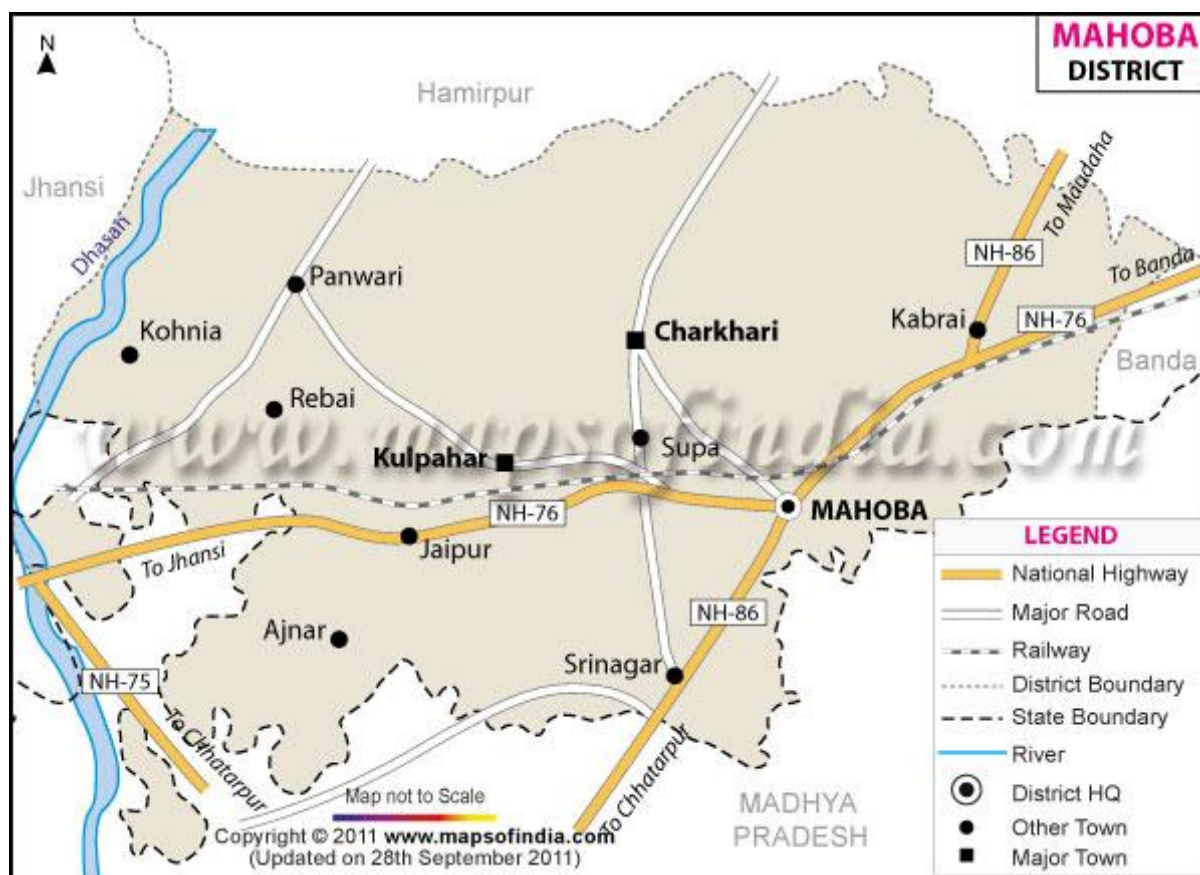 MAHOBA
DISTRICT
N
Hamirpur
Jhansi
Dhasan
To Maadaha
NH-86
To Banda
Panwari
Kohnia
Charkhari
Kabrai
NH-76
Banda
Rebai
www.mapsofindia.com
Kulpahar
Supa
NH-76
MAHOBA
Jaipur
To Jhansi
NH-86
Ajnar
Srinagar
NH-75
To Chhatarpur
To Chhatarpur
MADHYA
PRADESH
Map not to Scale
Copyright © 2011 www.mapsofindia.com
(Updated on 28th September 2011)
LEGEND
National Highway
Major Road
Railway
District Boundary
State Boundary
River
District HQ
Other Town
Major Town